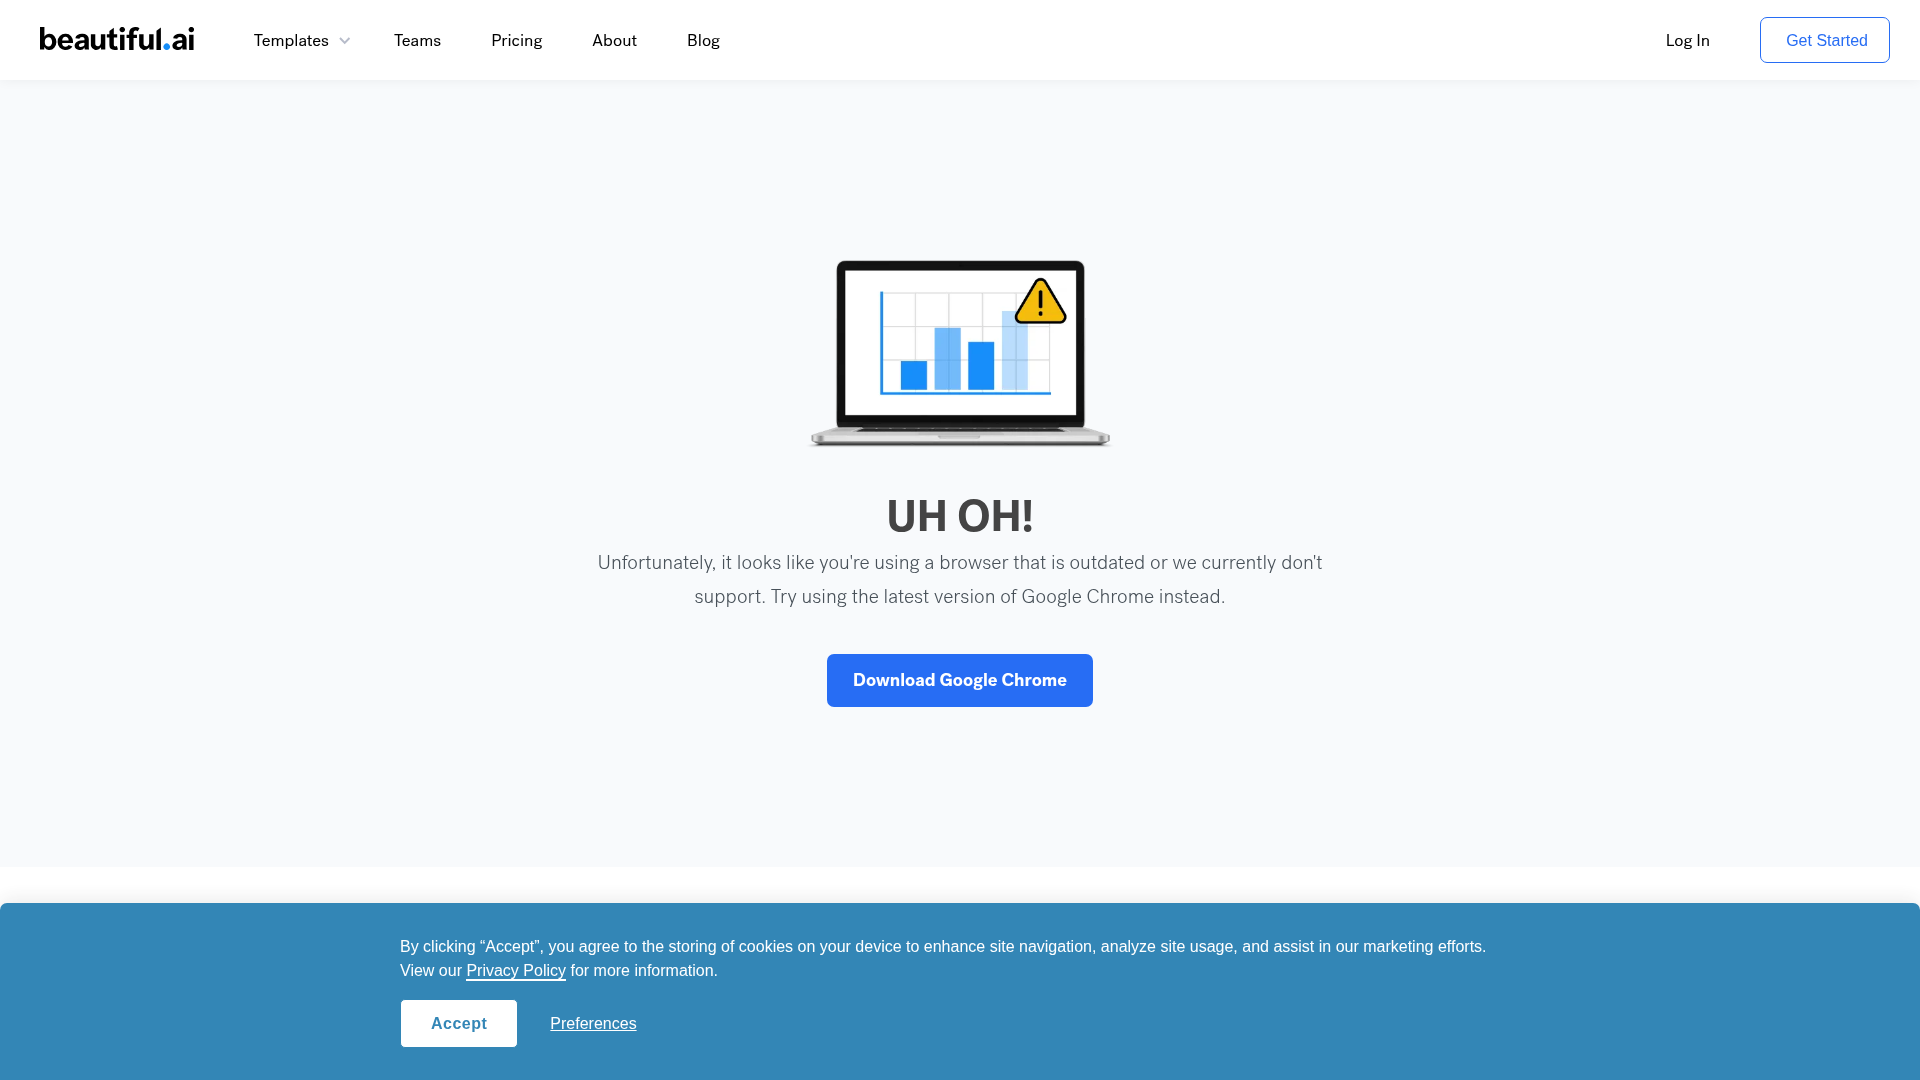 beautiful.ai
Templates
Teams
Pricing
About
Blog
Log In
Get Started
UH OH!
Unfortunately, it looks like you're using a browser that is outdated or we currently don't
support. Try using the latest version of Google Chrome instead.
Download Google Chrome
By clicking “Accept”, you agree to the storing of cookies on your device to enhance site navigation, analyze site usage, and assist in our marketing efforts.
View our Privacy Policy for more information.
Accept
Preferences